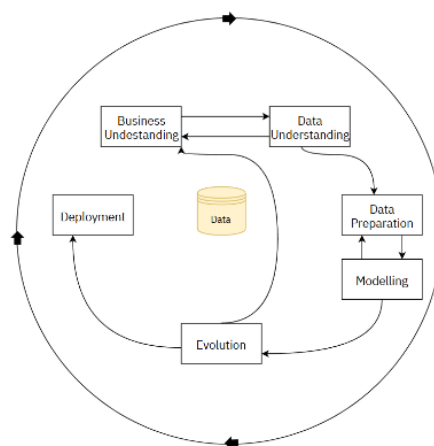 Business
Undestanding
Data
Understanding
Deployment
Data
Data
Preparation
Modelling
Evolution